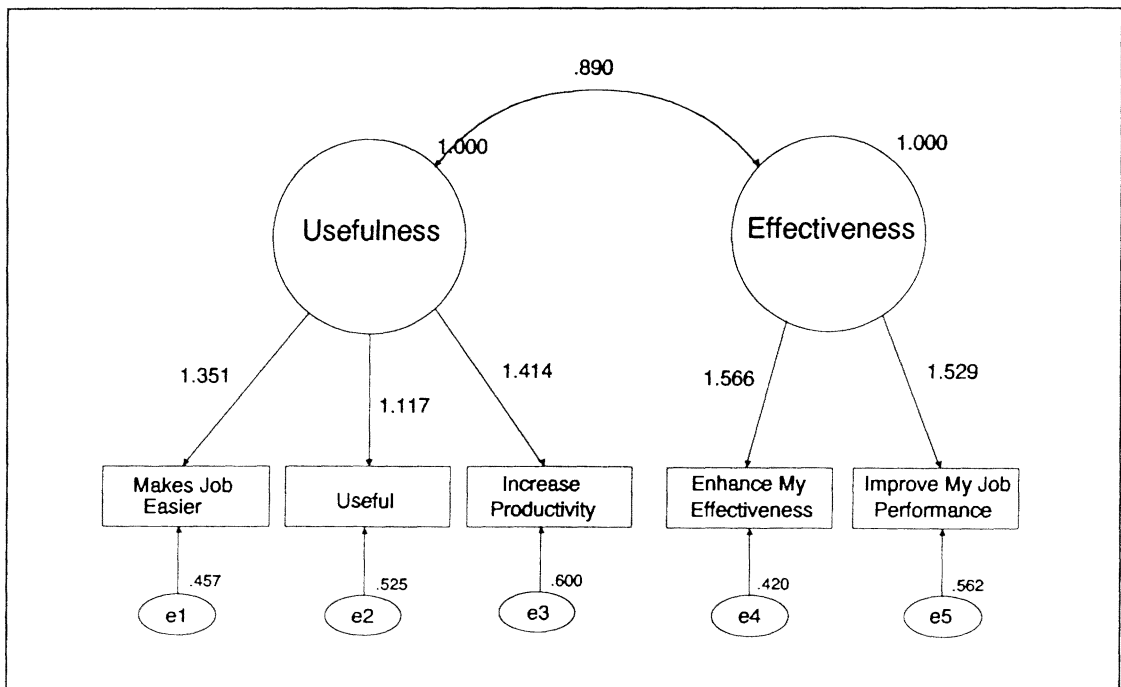 .890
1.000
1.000
Usefulness
Effectiveness
1.351
1.117
1.414
1.566
1.529
Makes Job
Easier
Useful
Increase
Productivity
Enhance My
Effectiveness
Improve My Job
Performance
.457
.525
.600
.420
.562
e1
e2
e3
e4
e5